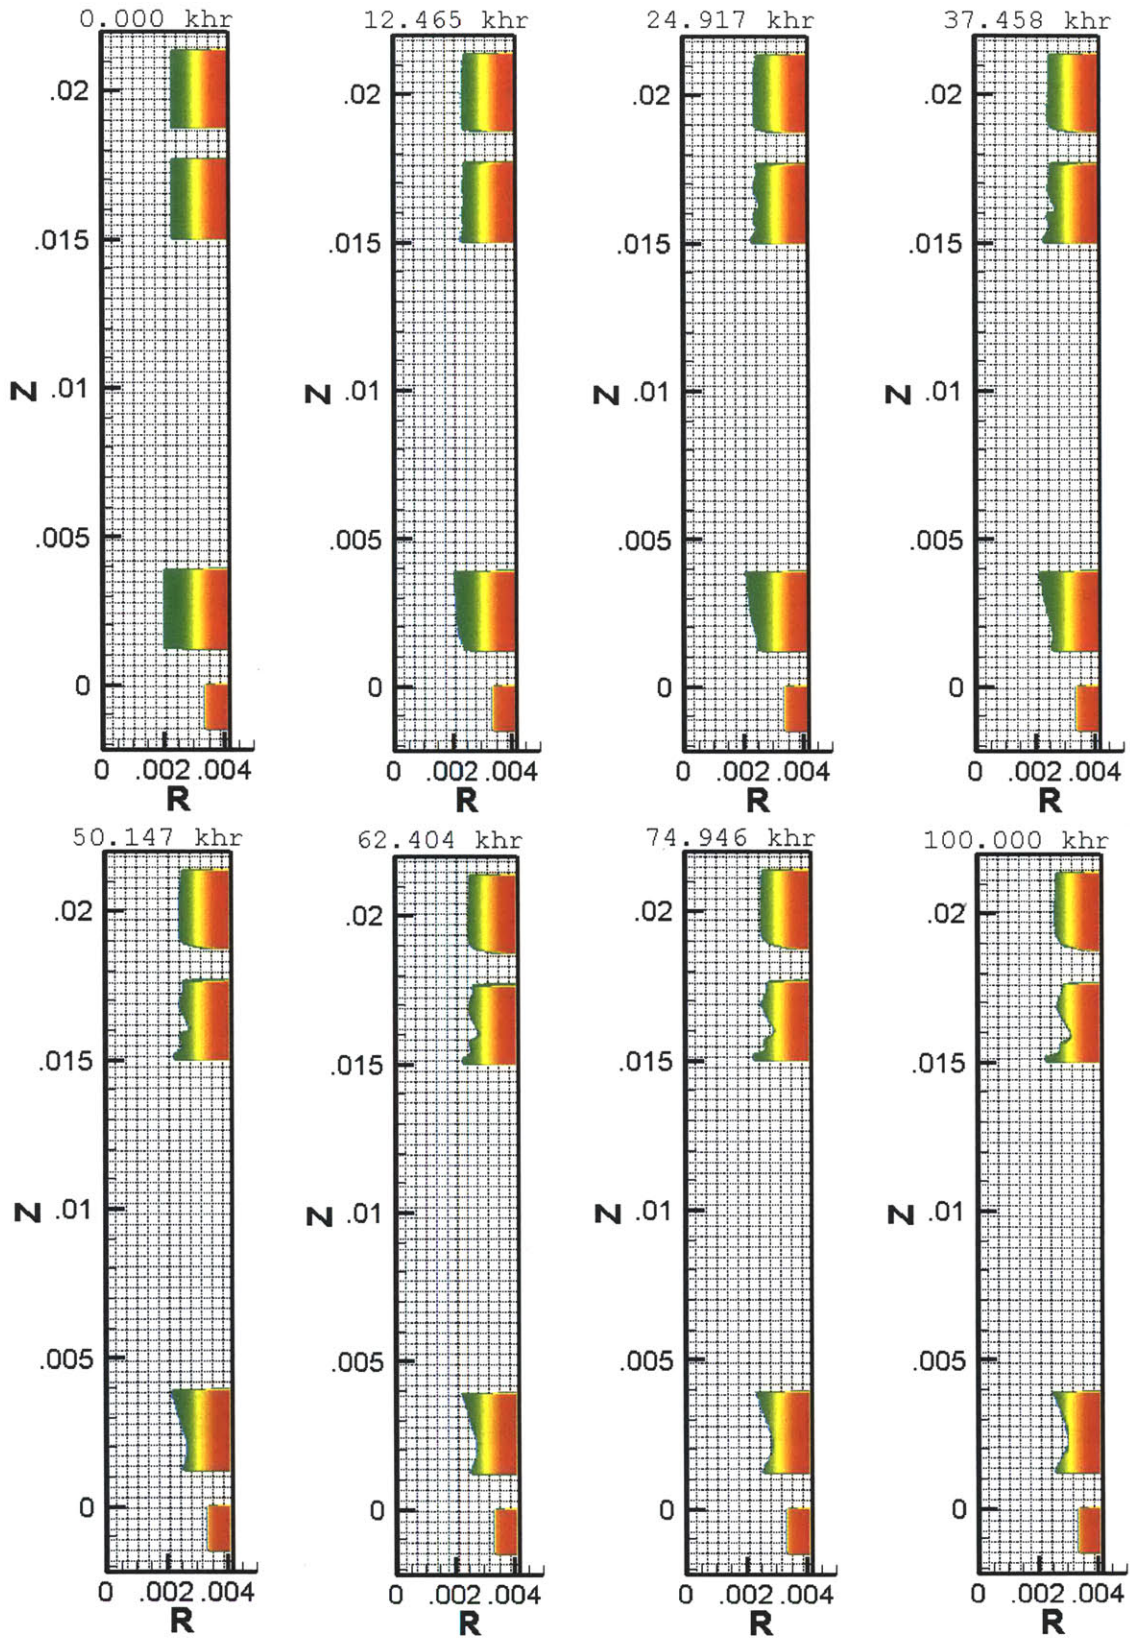 0.000 khr 12.465 khr 24.917 khr 37.458 khr
.02 .02 .02 .02
.015 .015 .015 .015
Z .01 Z .01 Z .01 Z .01
.005 .005 .005 .005
0 0 0 0
0 .002 .004 0 .002 .004 0 .002 .004 0 .002 .004
R R R R
50.147 khr 62.404 khr 74.946 khr 100.000 khr
.02 .02 .02 .02
.015 .015 .015 .015
Z .01 Z .01 Z .01 Z .01
.005 .005 .005 .005
0 0 0 0
0 .002 .004 0 .002 .004 0 .002 .004 0 .002 .004
R R R R